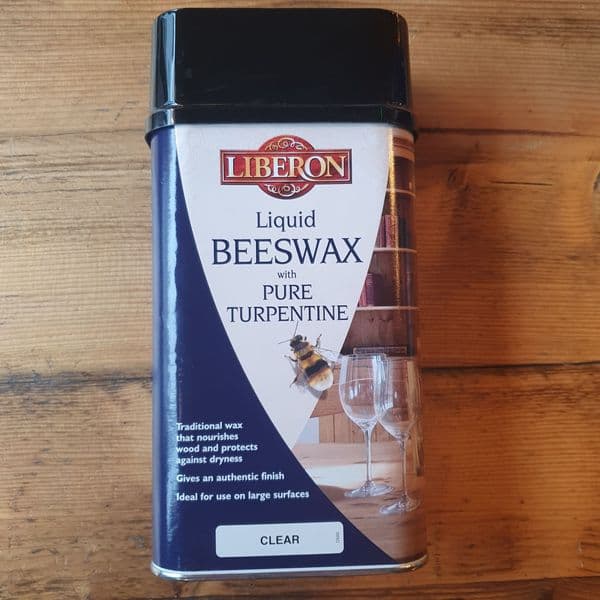 LIBERON
Liquid
BEESWAX
with
PURE
TURPENTINE
Traditional wax
that nourishes
wood and protects
against dryness
Gives an authentic finish
Ideal for use on large surfaces
CLEAR